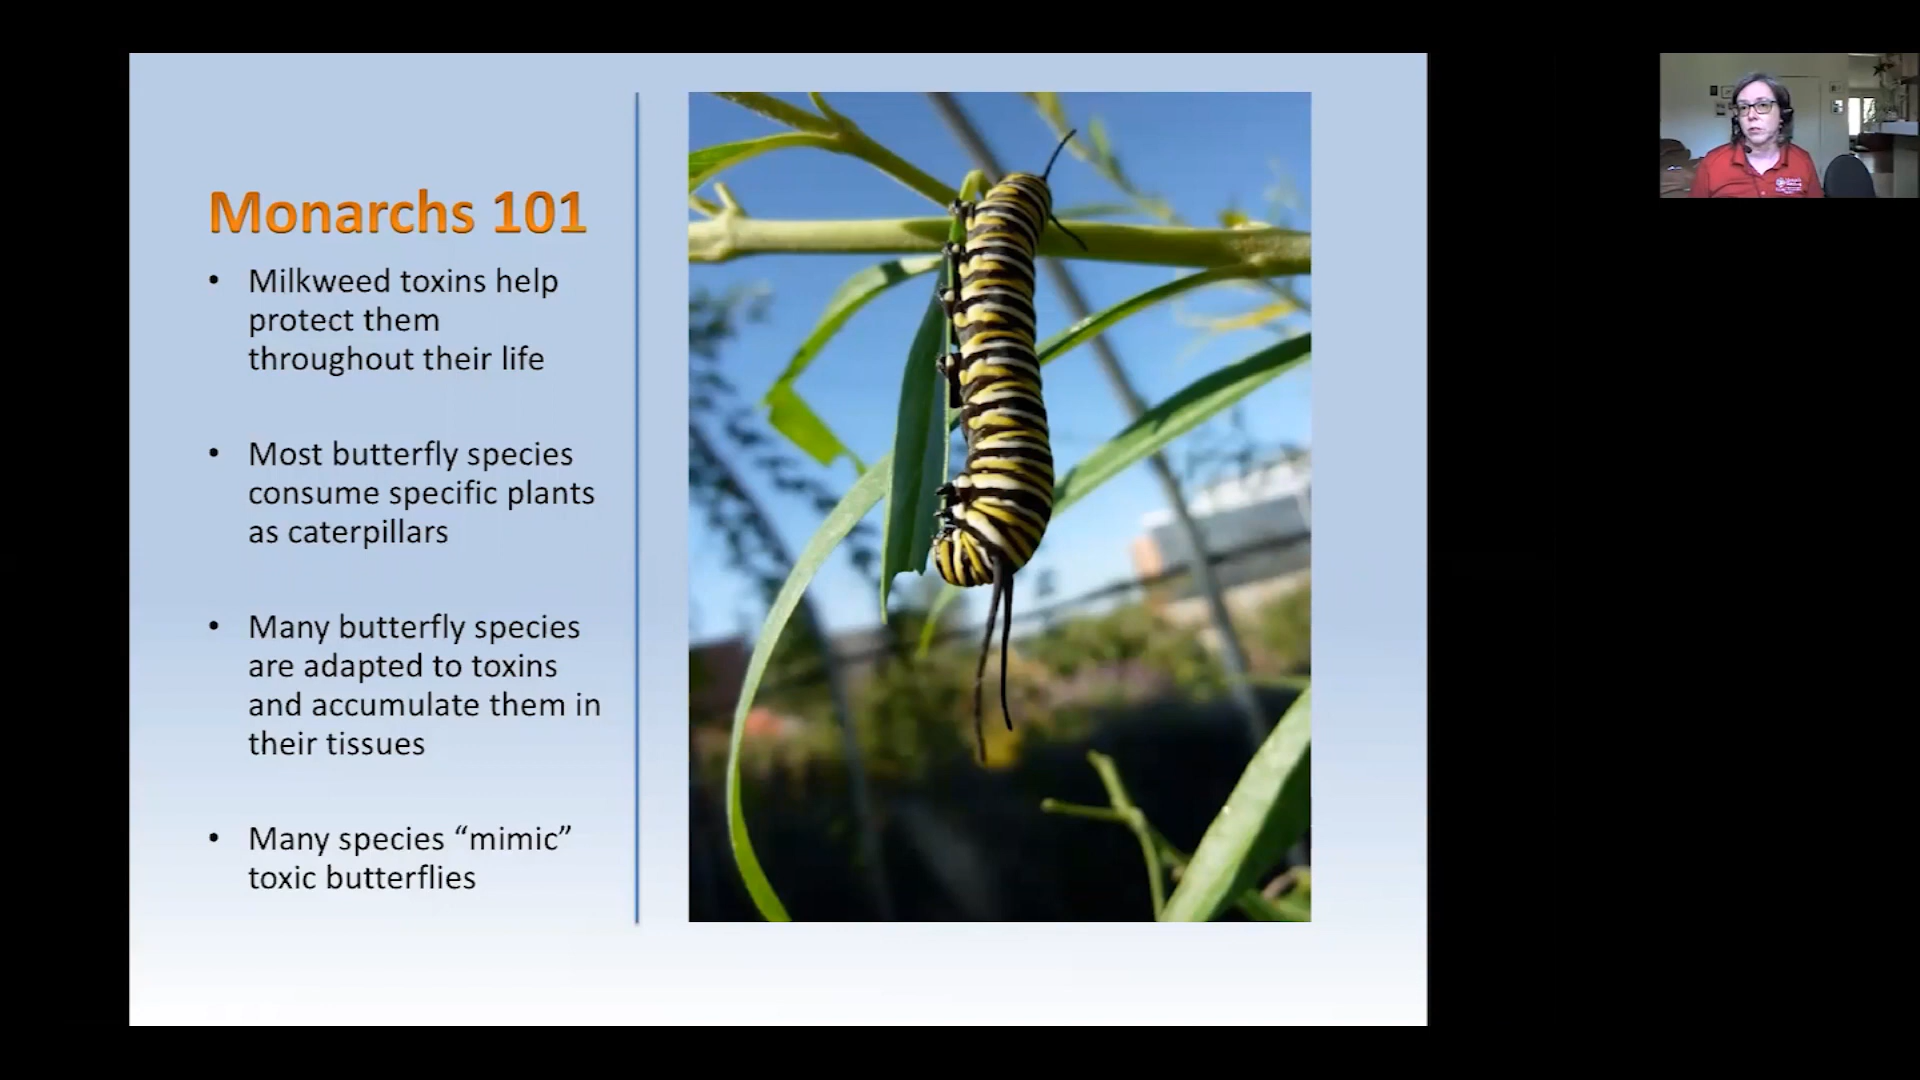 Monarchs 101
• Milkweed toxins help
protect them
throughout their life
• Most butterfly species
consume specific plants
as caterpillars
• Many butterfly species
are adapted to toxins
and accumulate them in
their tissues
• Many species “mimic”
toxic butterflies